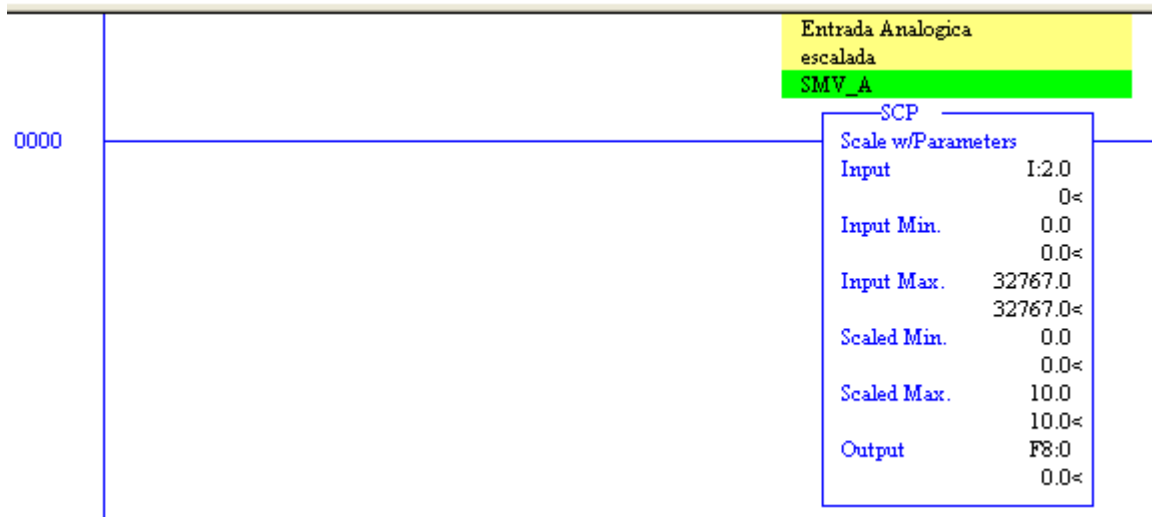 Entrada Analogica
escalada
SMV_A
SCP
0000
Scale w/Parameters
Input I:2.0
0<
Input Min. 0.0
0.0<
Input Max. 32767.0
32767.0<
Scaled Min. 0.0
0.0<
Scaled Max. 10.0
10.0<
Output F8:0
0.0<